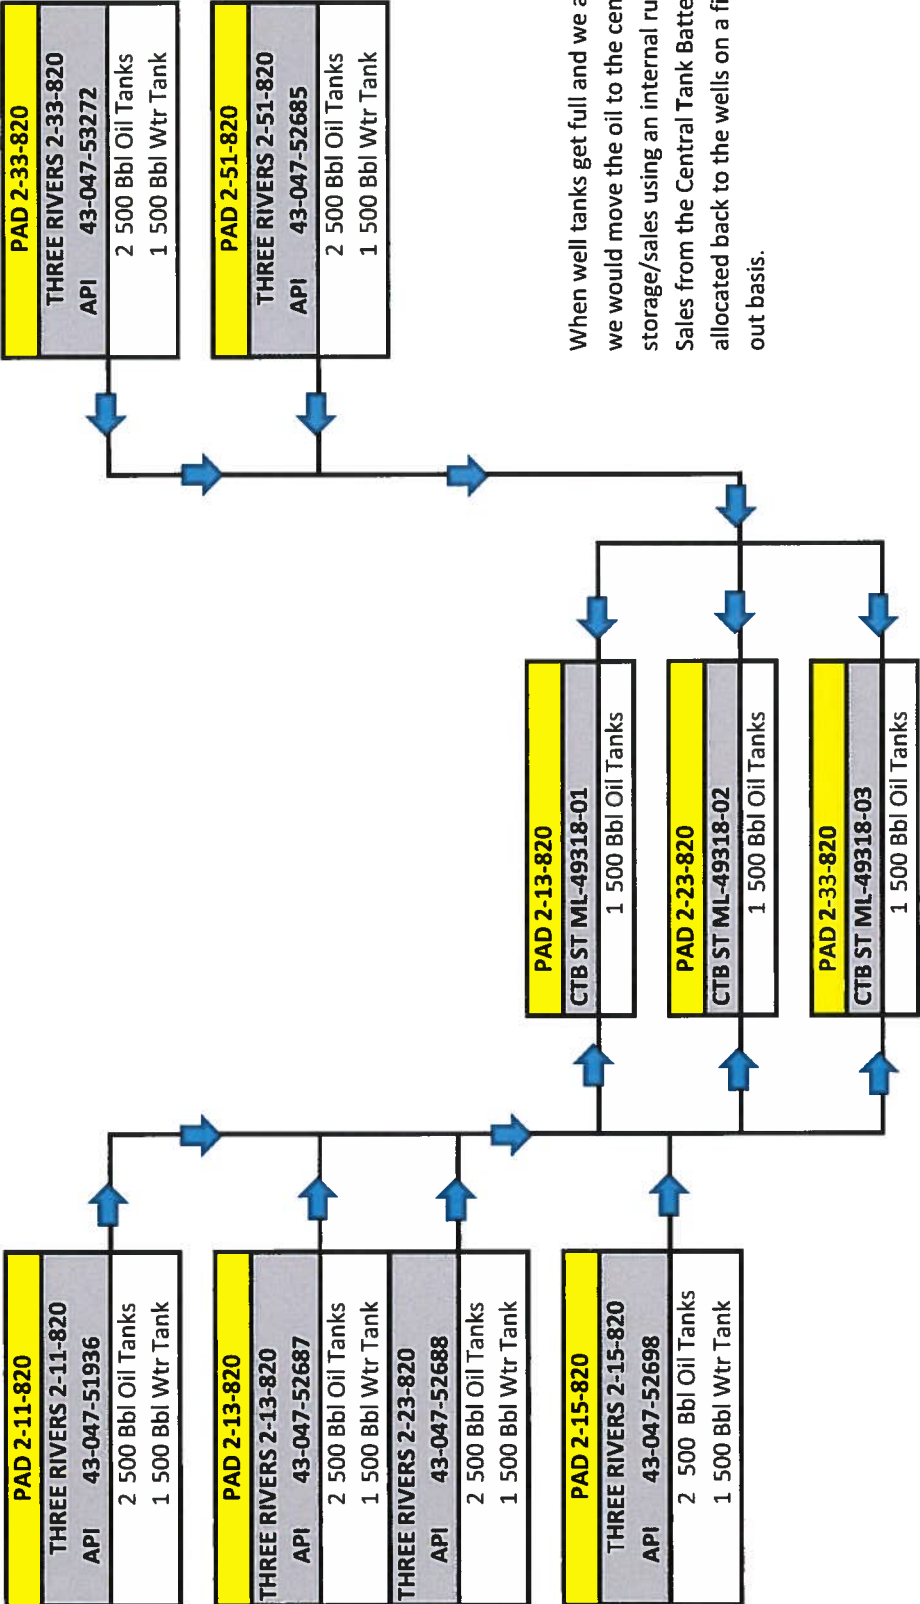 PAD 2-11-820
THREE RIVERS 2-11-820
API 43-047-51936
2 500 Bbl Oil Tanks
1 500 Bbl Wtr Tank
PAD 2-13-820
THREE RIVERS 2-13-820
API 43-047-52687
2 500 Bbl Oil Tanks
1 500 Bbl Wtr Tank
THREE RIVERS 2-23-820
API 43-047-52688
2 500 Bbl Oil Tanks
1 500 Bbl Wtr Tank
PAD 2-15-820
THREE RIVERS 2-15-820
API 43-047-52698
2 500 Bbl Oil Tanks
1 500 Bbl Wtr Tank
PAD 2-13-820
CTB ST ML-49318-01
1 500 Bbl Oil Tanks
PAD 2-23-820
CTB ST ML-49318-02
1 500 Bbl Oil Tanks
PAD 2-33-820
CTB ST ML-49318-03
1 500 Bbl Oil Tanks
PAD 2-33-820
THREE RIVERS 2-33-820
API 43-047-53272
2 500 Bbl Oil Tanks
1 500 Bbl Wtr Tank
PAD 2-51-820
THREE RIVERS 2-51-820
API 43-047-52685
2 500 Bbl Oil Tanks
1 500 Bbl Wtr Tank
When well tanks get full and we a
we would move the oil to the cen
storage/sales using an internal ru
Sales from the Central Tank Batte
allocated back to the wells on a fi
out basis.